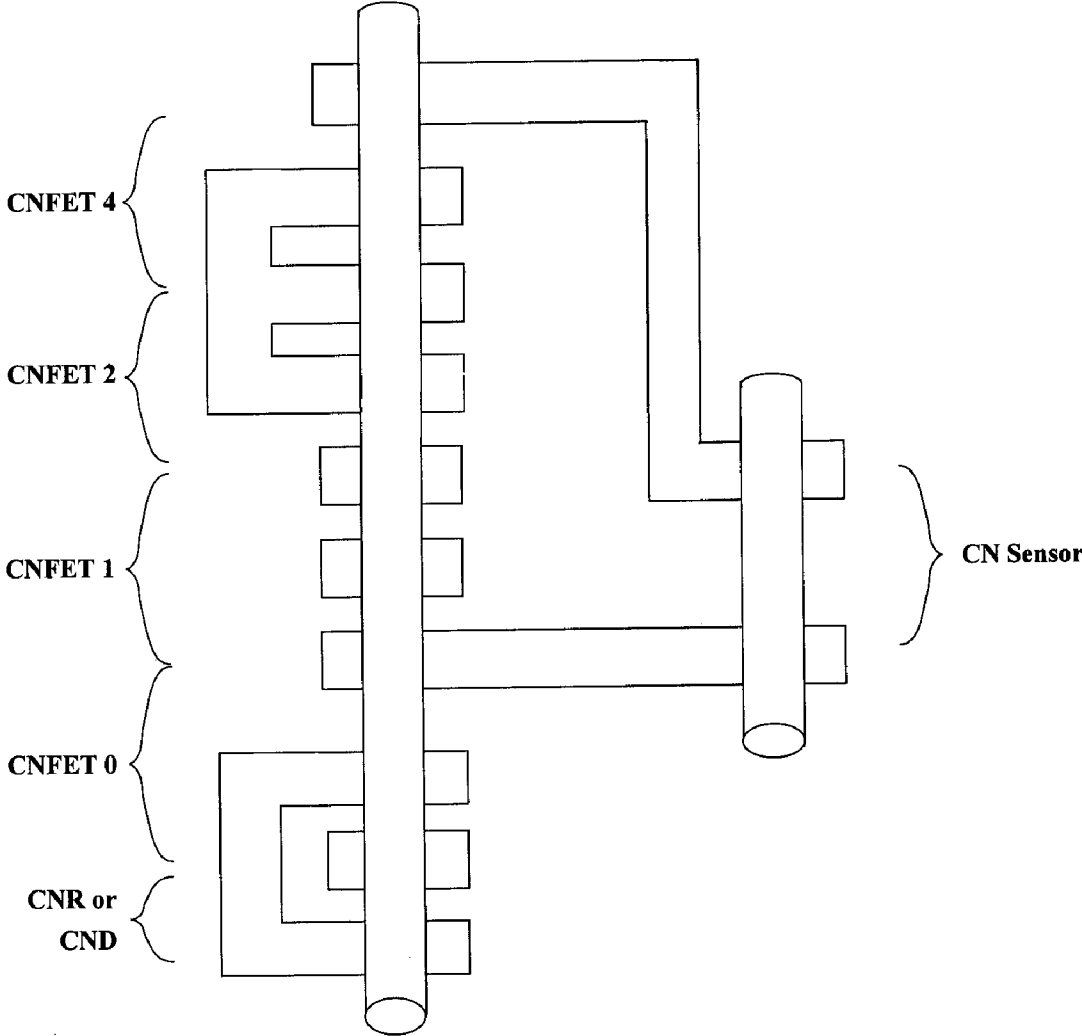 CNFET 4
CNFET 2
CNFET 1
CN Sensor
CNFET 0
CNR or
CND